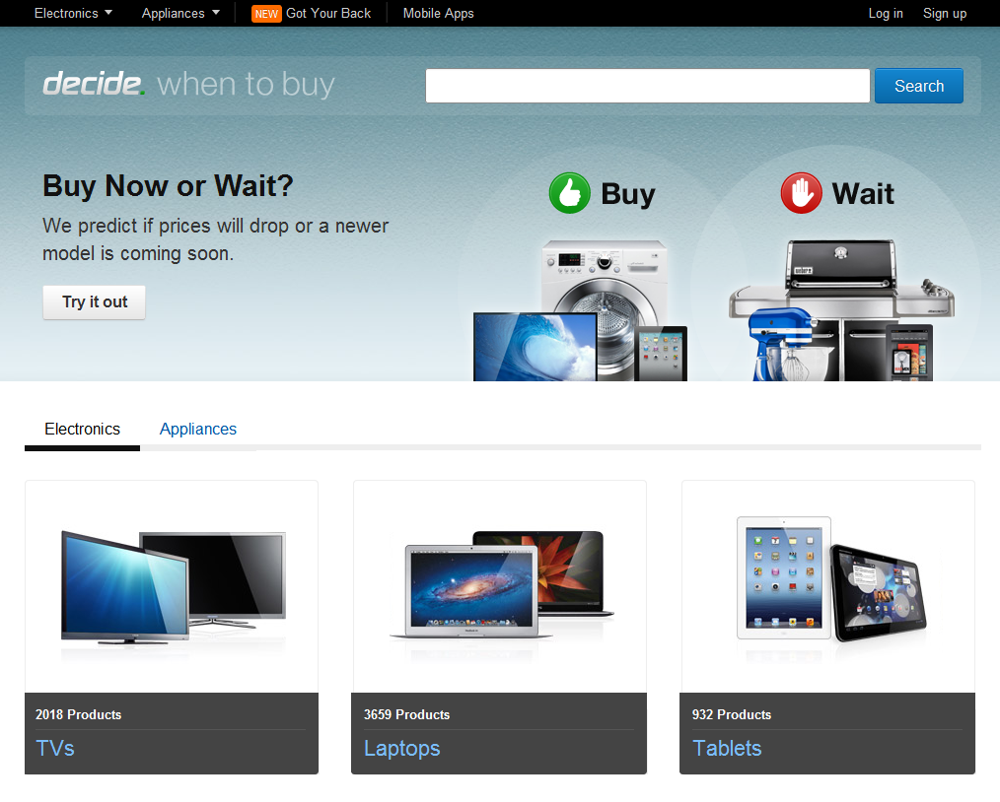 Electronics Appliances NEW Got Your Back Mobile Apps Log in Sign up
decide. when to buy Search
Buy Now or Wait?
We predict if prices will drop or a newer
model is coming soon.
Try it out
Buy Wait
weber
Electronics Appliances
2018 Products
TVs
3659 Products
Laptops
932 Products
Tablets